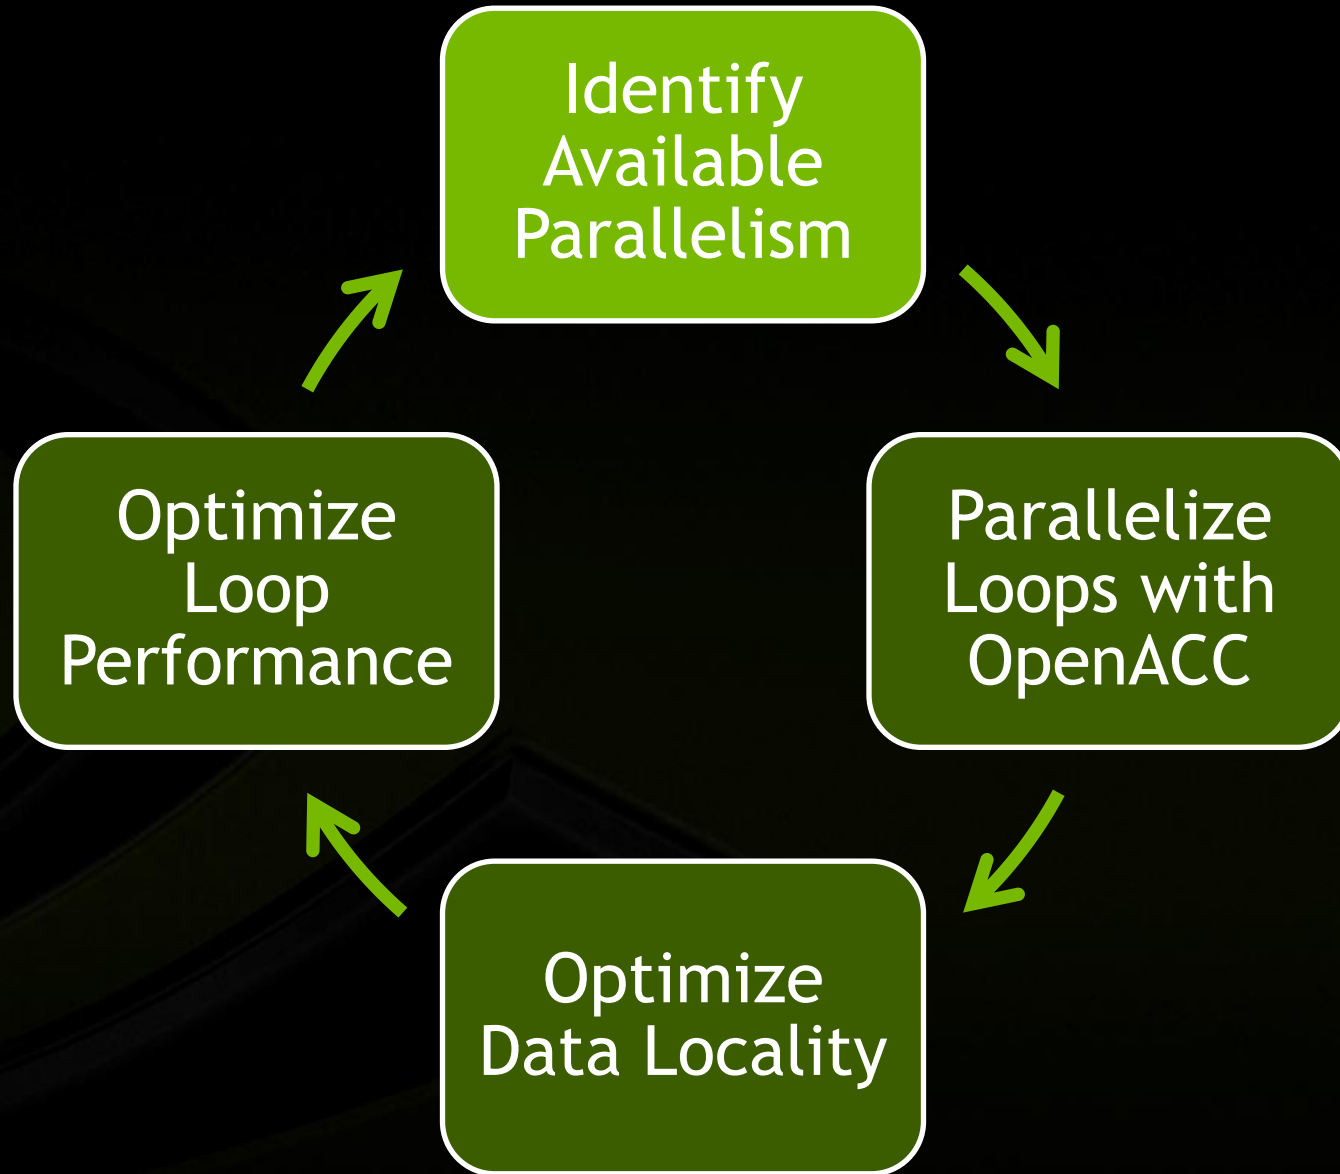 Identify
Available
Parallelism
Parallelize
Loops with
OpenACC
Optimize
Data Locality
Optimize
Loop
Performance